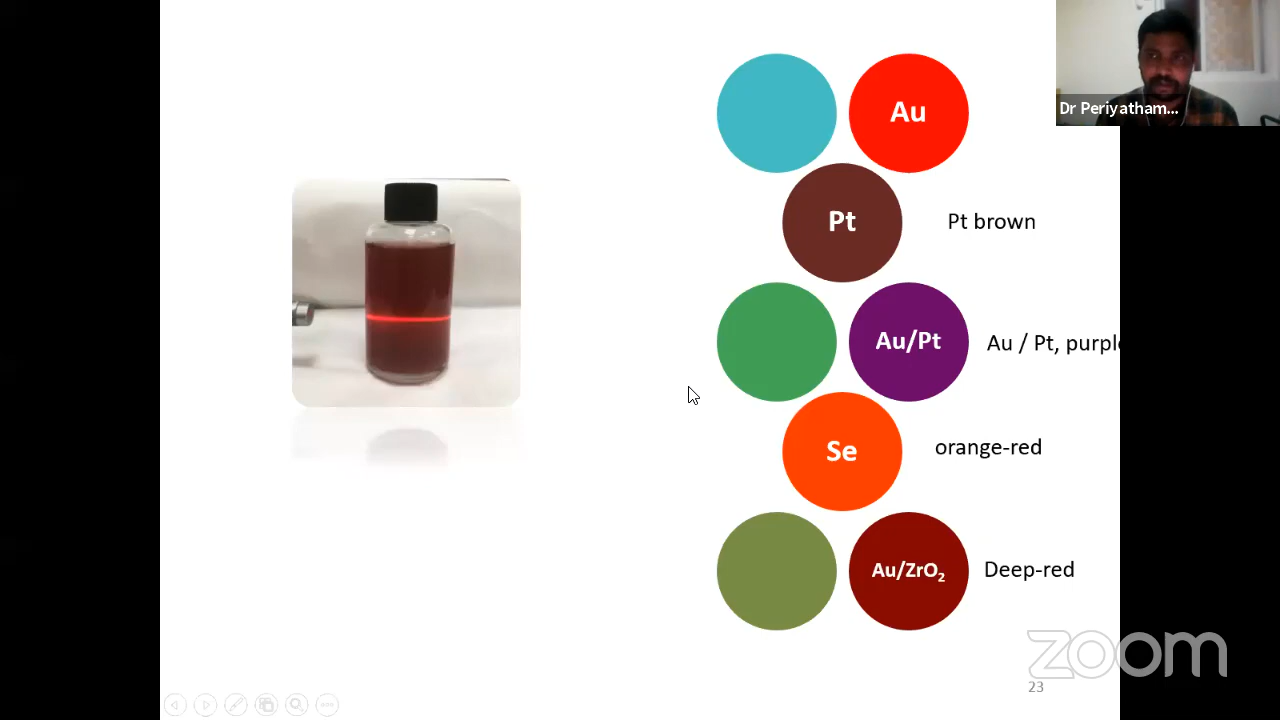 Dr Periyatham...
Au
Pt
Pt brown
Au/Pt
Au / Pt, purple
Se
orange-red
Au/ZrO₂
Deep-red
zoom
23